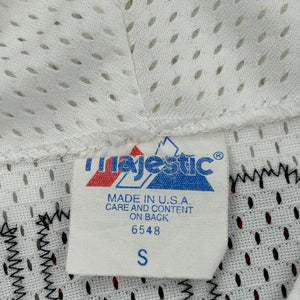 majestic®
MADE IN U.S.A.
CARE AND CONTENT
ON BACK
6548
S